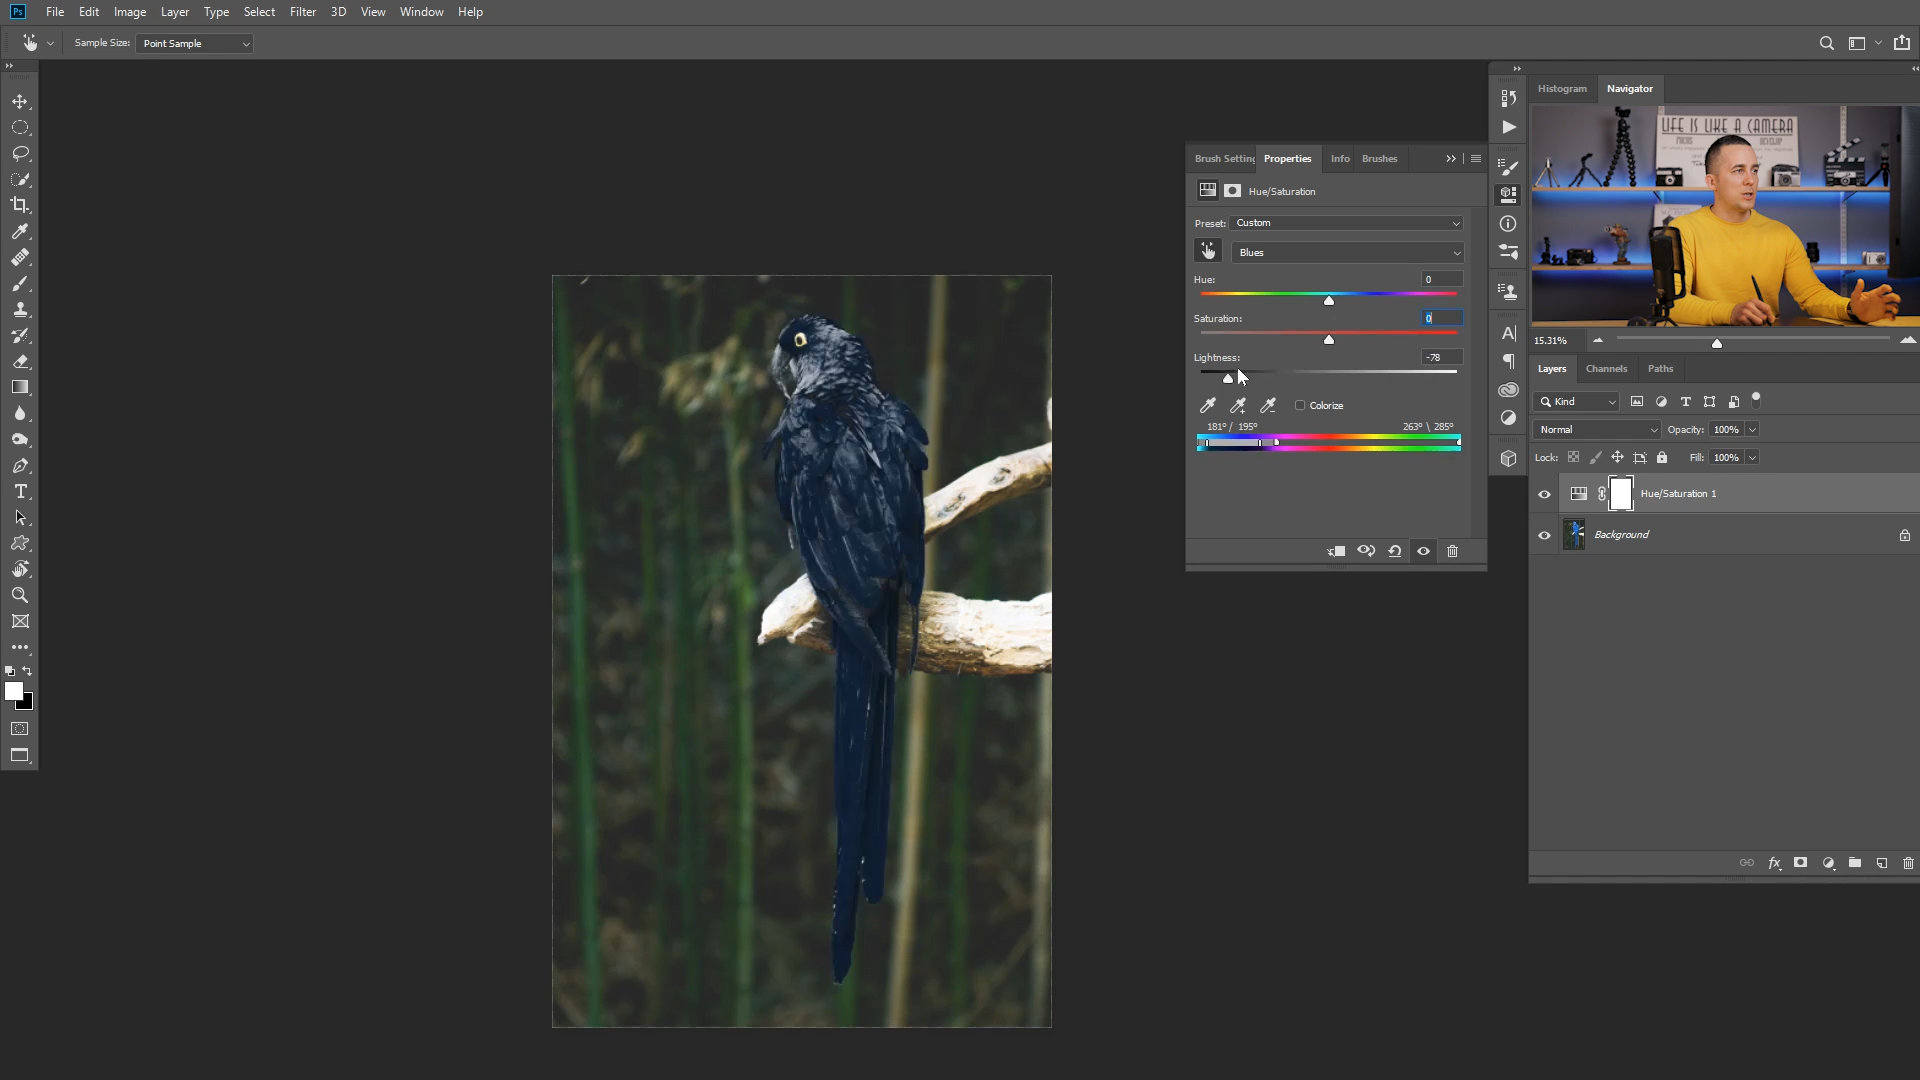 Ps File Edit Image Layer Type Select Filter 3D View Window Help
Sample Size: Point Sample
Histogram Navigator
LIFE IS LIKE A CAMERA
Brush Setting Properties Info Brushes
Hue/Saturation
Preset: Custom
Blues
Hue: 0
Saturation: 0
Lightness: -78
Colorize
181° / 195° 263° \ 285°
15.31%
Layers Channels Paths
Kind
Normal Opacity: 100%
Lock: Fill: 100%
Hue/Saturation 1
Background